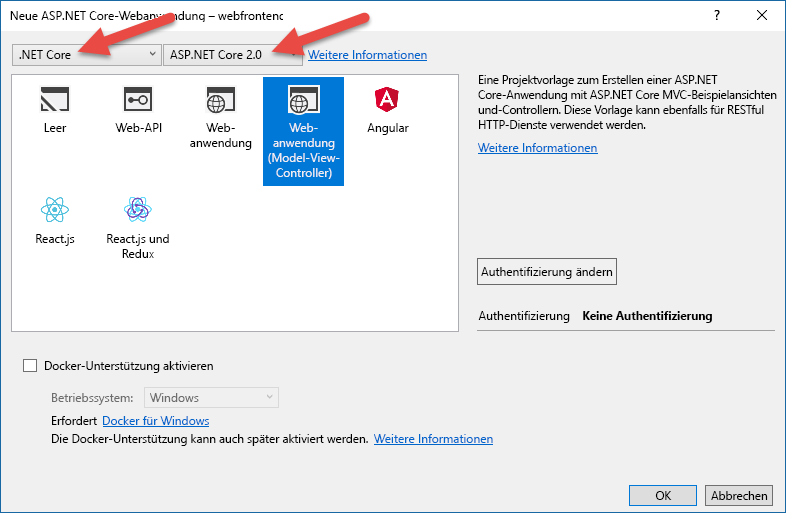 Neue ASP.NET Core-Webanwendung – webfrontend
?
.NET Core
ASP.NET Core 2.0
Weitere Informationen
Leer
Web-API
Web-
anwendung
Web-
anwendung
(Model-View-
Controller)
Angular
React.js
React.js und
Redux
Eine Projektvorlage zum Erstellen einer ASP.NET
Core-Anwendung mit ASP.NET Core MVC-Beispielansichten
und-Controllern. Diese Vorlage kann ebenfalls für RESTful
HTTP-Dienste verwendet werden.
Weitere Informationen
Authentifizierung ändern
Authentifizierung Keine Authentifizierung
Docker-Unterstützung aktivieren
Betriebssystem: Windows
Erfordert Docker für Windows
Die Docker-Unterstützung kann auch später aktiviert werden. Weitere Informationen
OK
Abbrechen